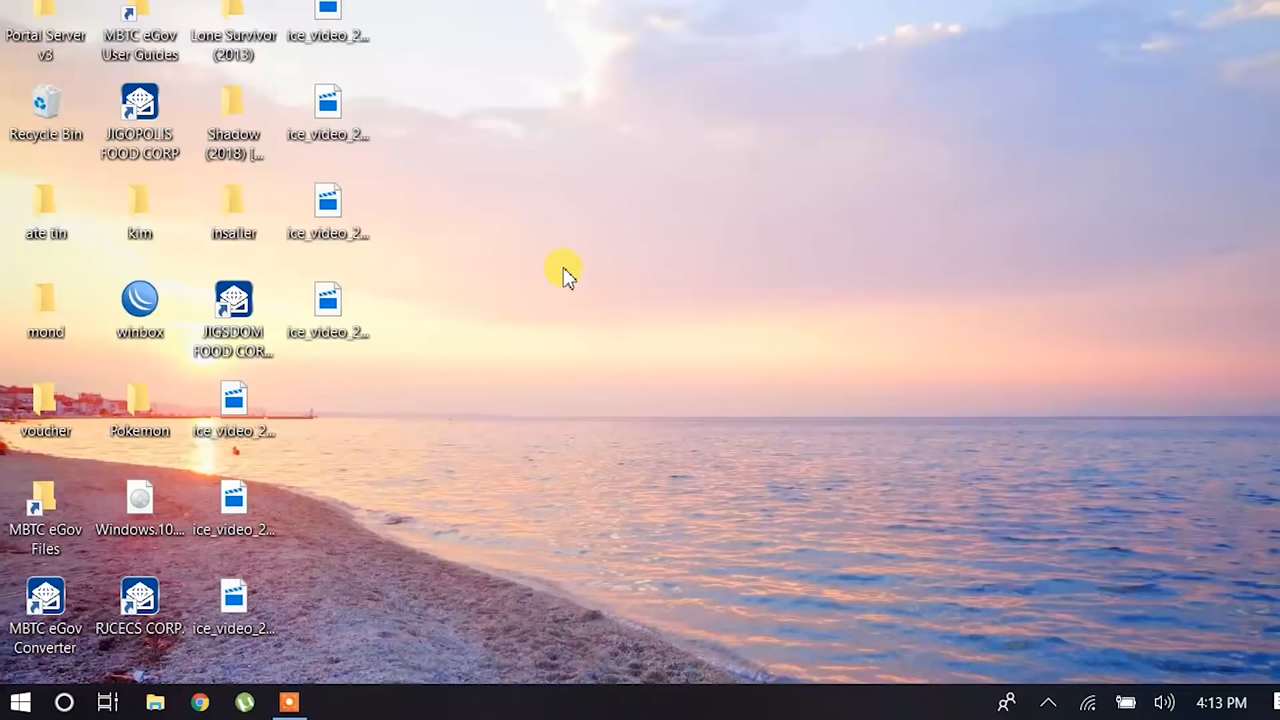 Portal Server
v3
MBTC eGov
User Guides
Lone Survivor
(2013)
ice_video_2...
Recycle Bin
JIGOPOLIS
FOOD CORP
Shadow
(2018) [...
ice_video_2...
ate tin
kim
insaller
ice_video_2...
mond
winbox
JIGSDOM
FOOD COR...
ice_video_2...
voucher
Pokemon
ice_video_2...
MBTC eGov
Files
Windows.10....
ice_video_2...
MBTC eGov
Converter
RJCECS CORP.
ice_video_2...
4:13 PM